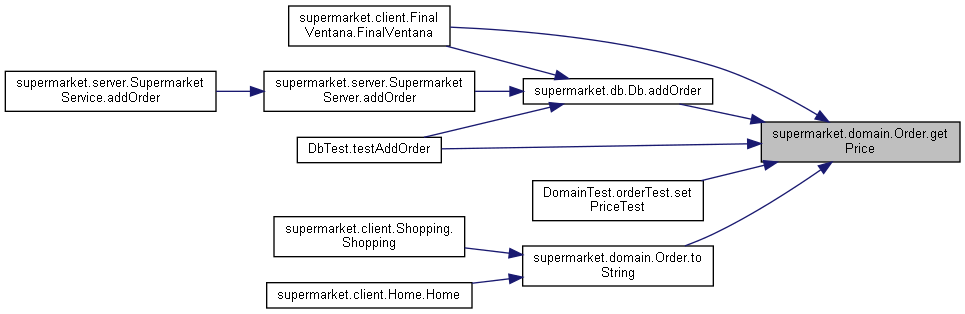 supermarket.client.Final
Ventana.FinalVentana
supermarket.server.Supermarket
Service.addOrder
supermarket.server.Supermarket
Server.addOrder
supermarket.db.Db.addOrder
DbTest.testAddOrder
supermarket.domain.Order.get
Price
DomainTest.orderTest.set
PriceTest
supermarket.client.Shopping.
Shopping
supermarket.domain.Order.to
String
supermarket.client.Home.Home